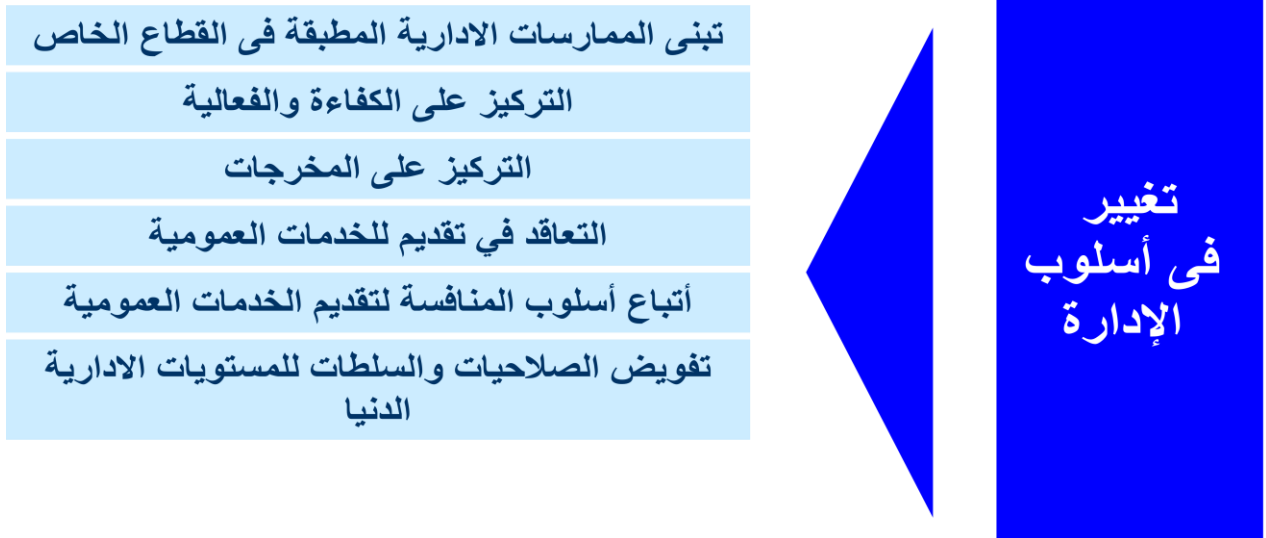 تغيير
فى أسلوب
الإدارة
تبنى الممارسات الادارية المطبقة فى القطاع الخاص
التركيز على الكفاءة والفعالية
التركيز على المخرجات
التعاقد في تقديم للخدمات العمومية
أتباع أسلوب المنافسة لتقديم الخدمات العمومية
تفويض الصلاحيات والسلطات للمستويات الادارية
الدنيا